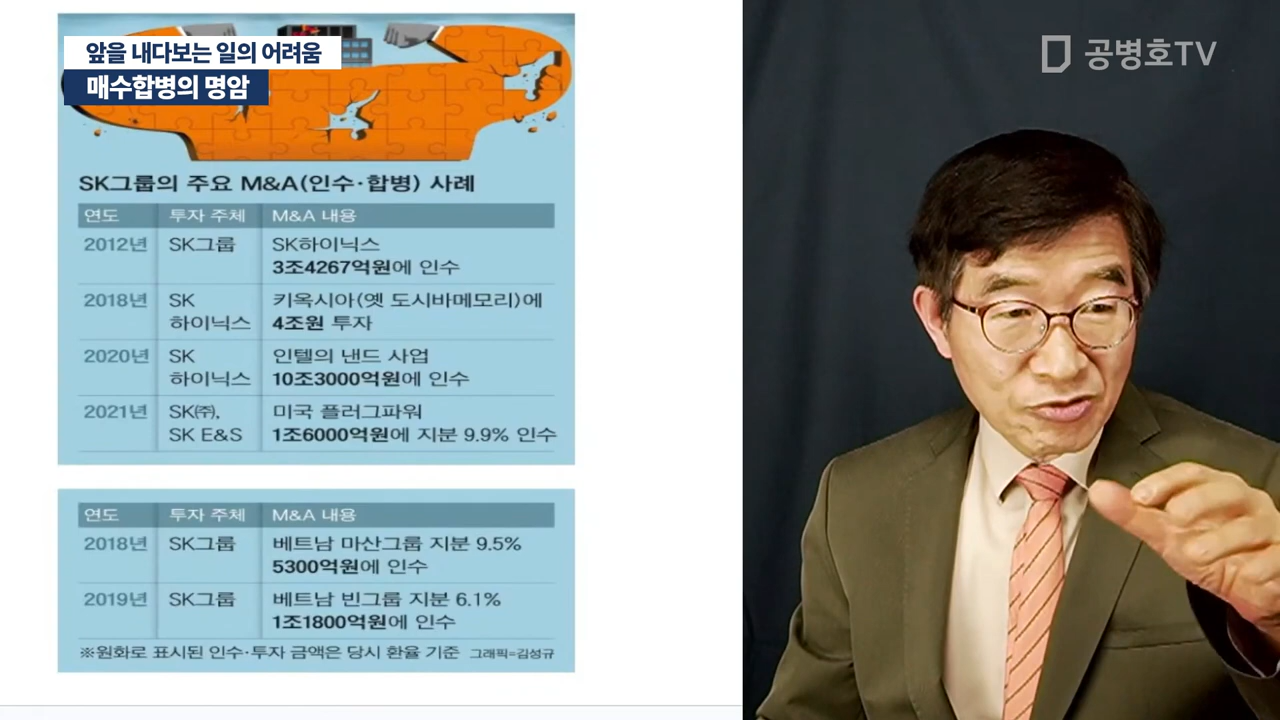 앞을 내다보는 일의 어려움
매수합병의 명암
공병호TV
SK그룹의 주요 M&A(인수·합병) 사례
연도 투자 주체 M&A 내용
2012년 SK그룹 SK하이닉스
3조4267억원에 인수
2018년 SK 키옥시아(옛 도시바메모리)에
하이닉스 4조원 투자
2020년 SK 인텔의 낸드 사업
하이닉스 10조3000억원에 인수
2021년 SK㈜, 미국 플러그파워
SK E&S 1조6000억원에 지분 9.9% 인수
연도 투자 주체 M&A 내용
2018년 SK그룹 베트남 마산그룹 지분 9.5%
5300억원에 인수
2019년 SK그룹 베트남 빈그룹 지분 6.1%
1조1800억원에 인수
※원화로 표시된 인수·투자 금액은 당시 환율 기준 그래픽=김성규